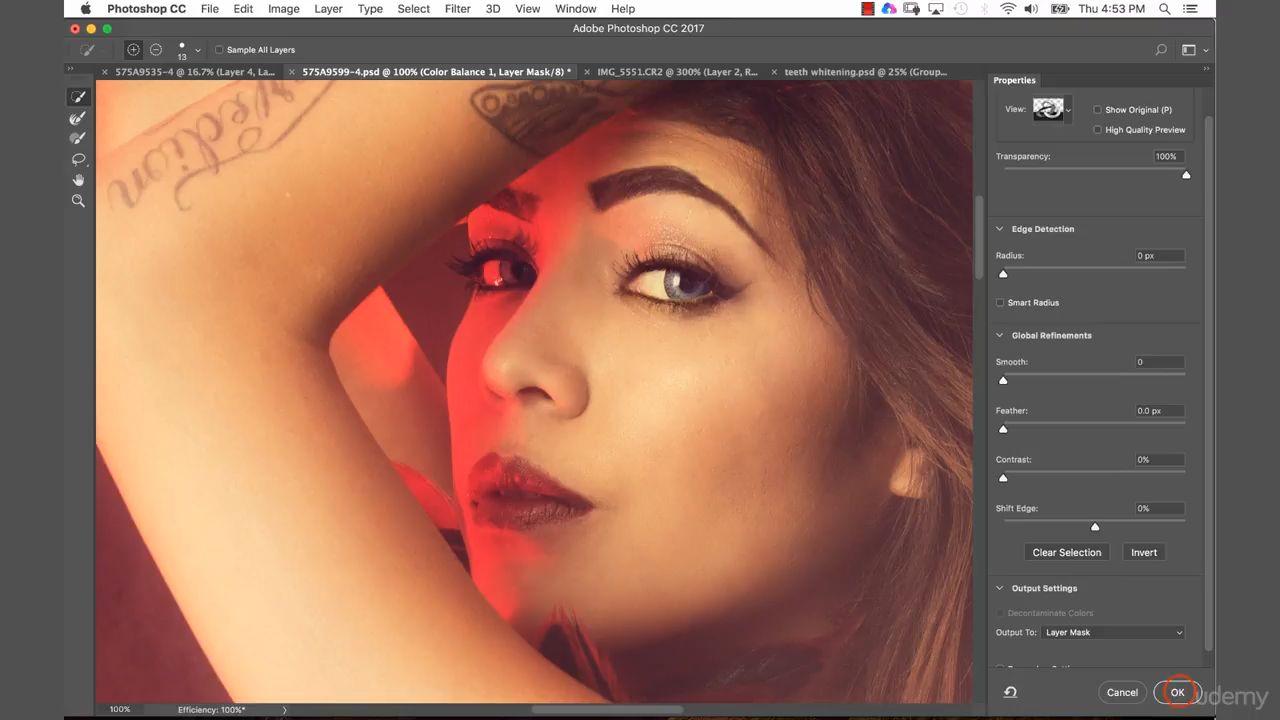 Photoshop CC File Edit Image Layer Type Select Filter 3D View Window Help Thu 4:53 PM
Adobe Photoshop CC 2017
13 Sample All Layers
575A9535-4 @ 16.7% (Layer 4, La... 575A9599-4.psd @ 100% (Color Balance 1, Layer Mask/8) * IMG_5551.CR2 @ 300% (Layer 2, R... teeth whitening.psd @ 25% (Group...
Properties
View: Show Original (P)
High Quality Preview
Transparency: 100%
Edge Detection
Radius: 0 px
Smart Radius
Global Refinements
Smooth: 0
Feather: 0.0 px
Contrast: 0%
Shift Edge: 0%
Clear Selection Invert
Output Settings
Decontaminate Colors
Output To: Layer Mask
Cancel OK
udemy
100% Efficiency: 100%*